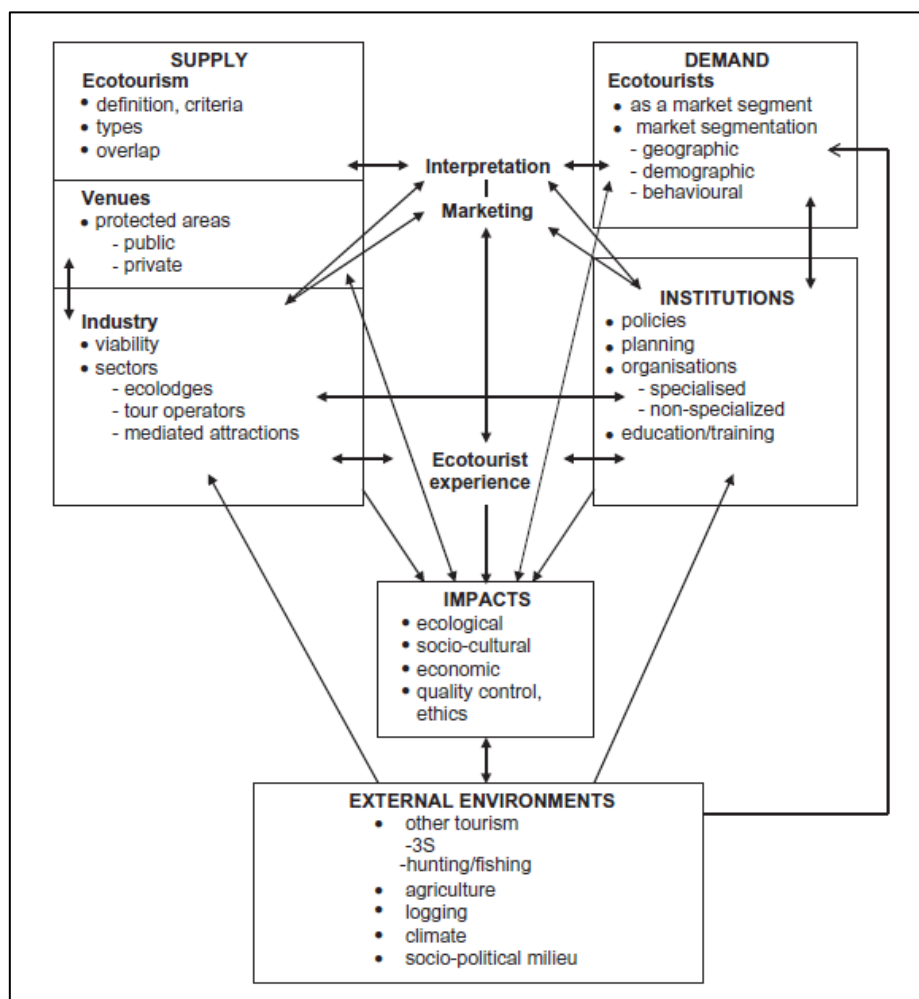 SUPPLY
Ecotourism
• definition, criteria
• types
• overlap
Venues
• protected areas
- public
- private
Industry
• viability
• sectors
- ecolodges
- tour operators
- mediated attractions
Interpretation
Marketing
Ecotourist
experience
DEMAND
Ecotourists
• as a market segment
• market segmentation
- geographic
- demographic
- behavioural
INSTITUTIONS
• policies
• planning
• organisations
- specialised
- non-specialized
• education/training
IMPACTS
• ecological
• socio-cultural
• economic
• quality control,
ethics
EXTERNAL ENVIRONMENTS
• other tourism
-3S
-hunting/fishing
• agriculture
• logging
• climate
• socio-political milieu